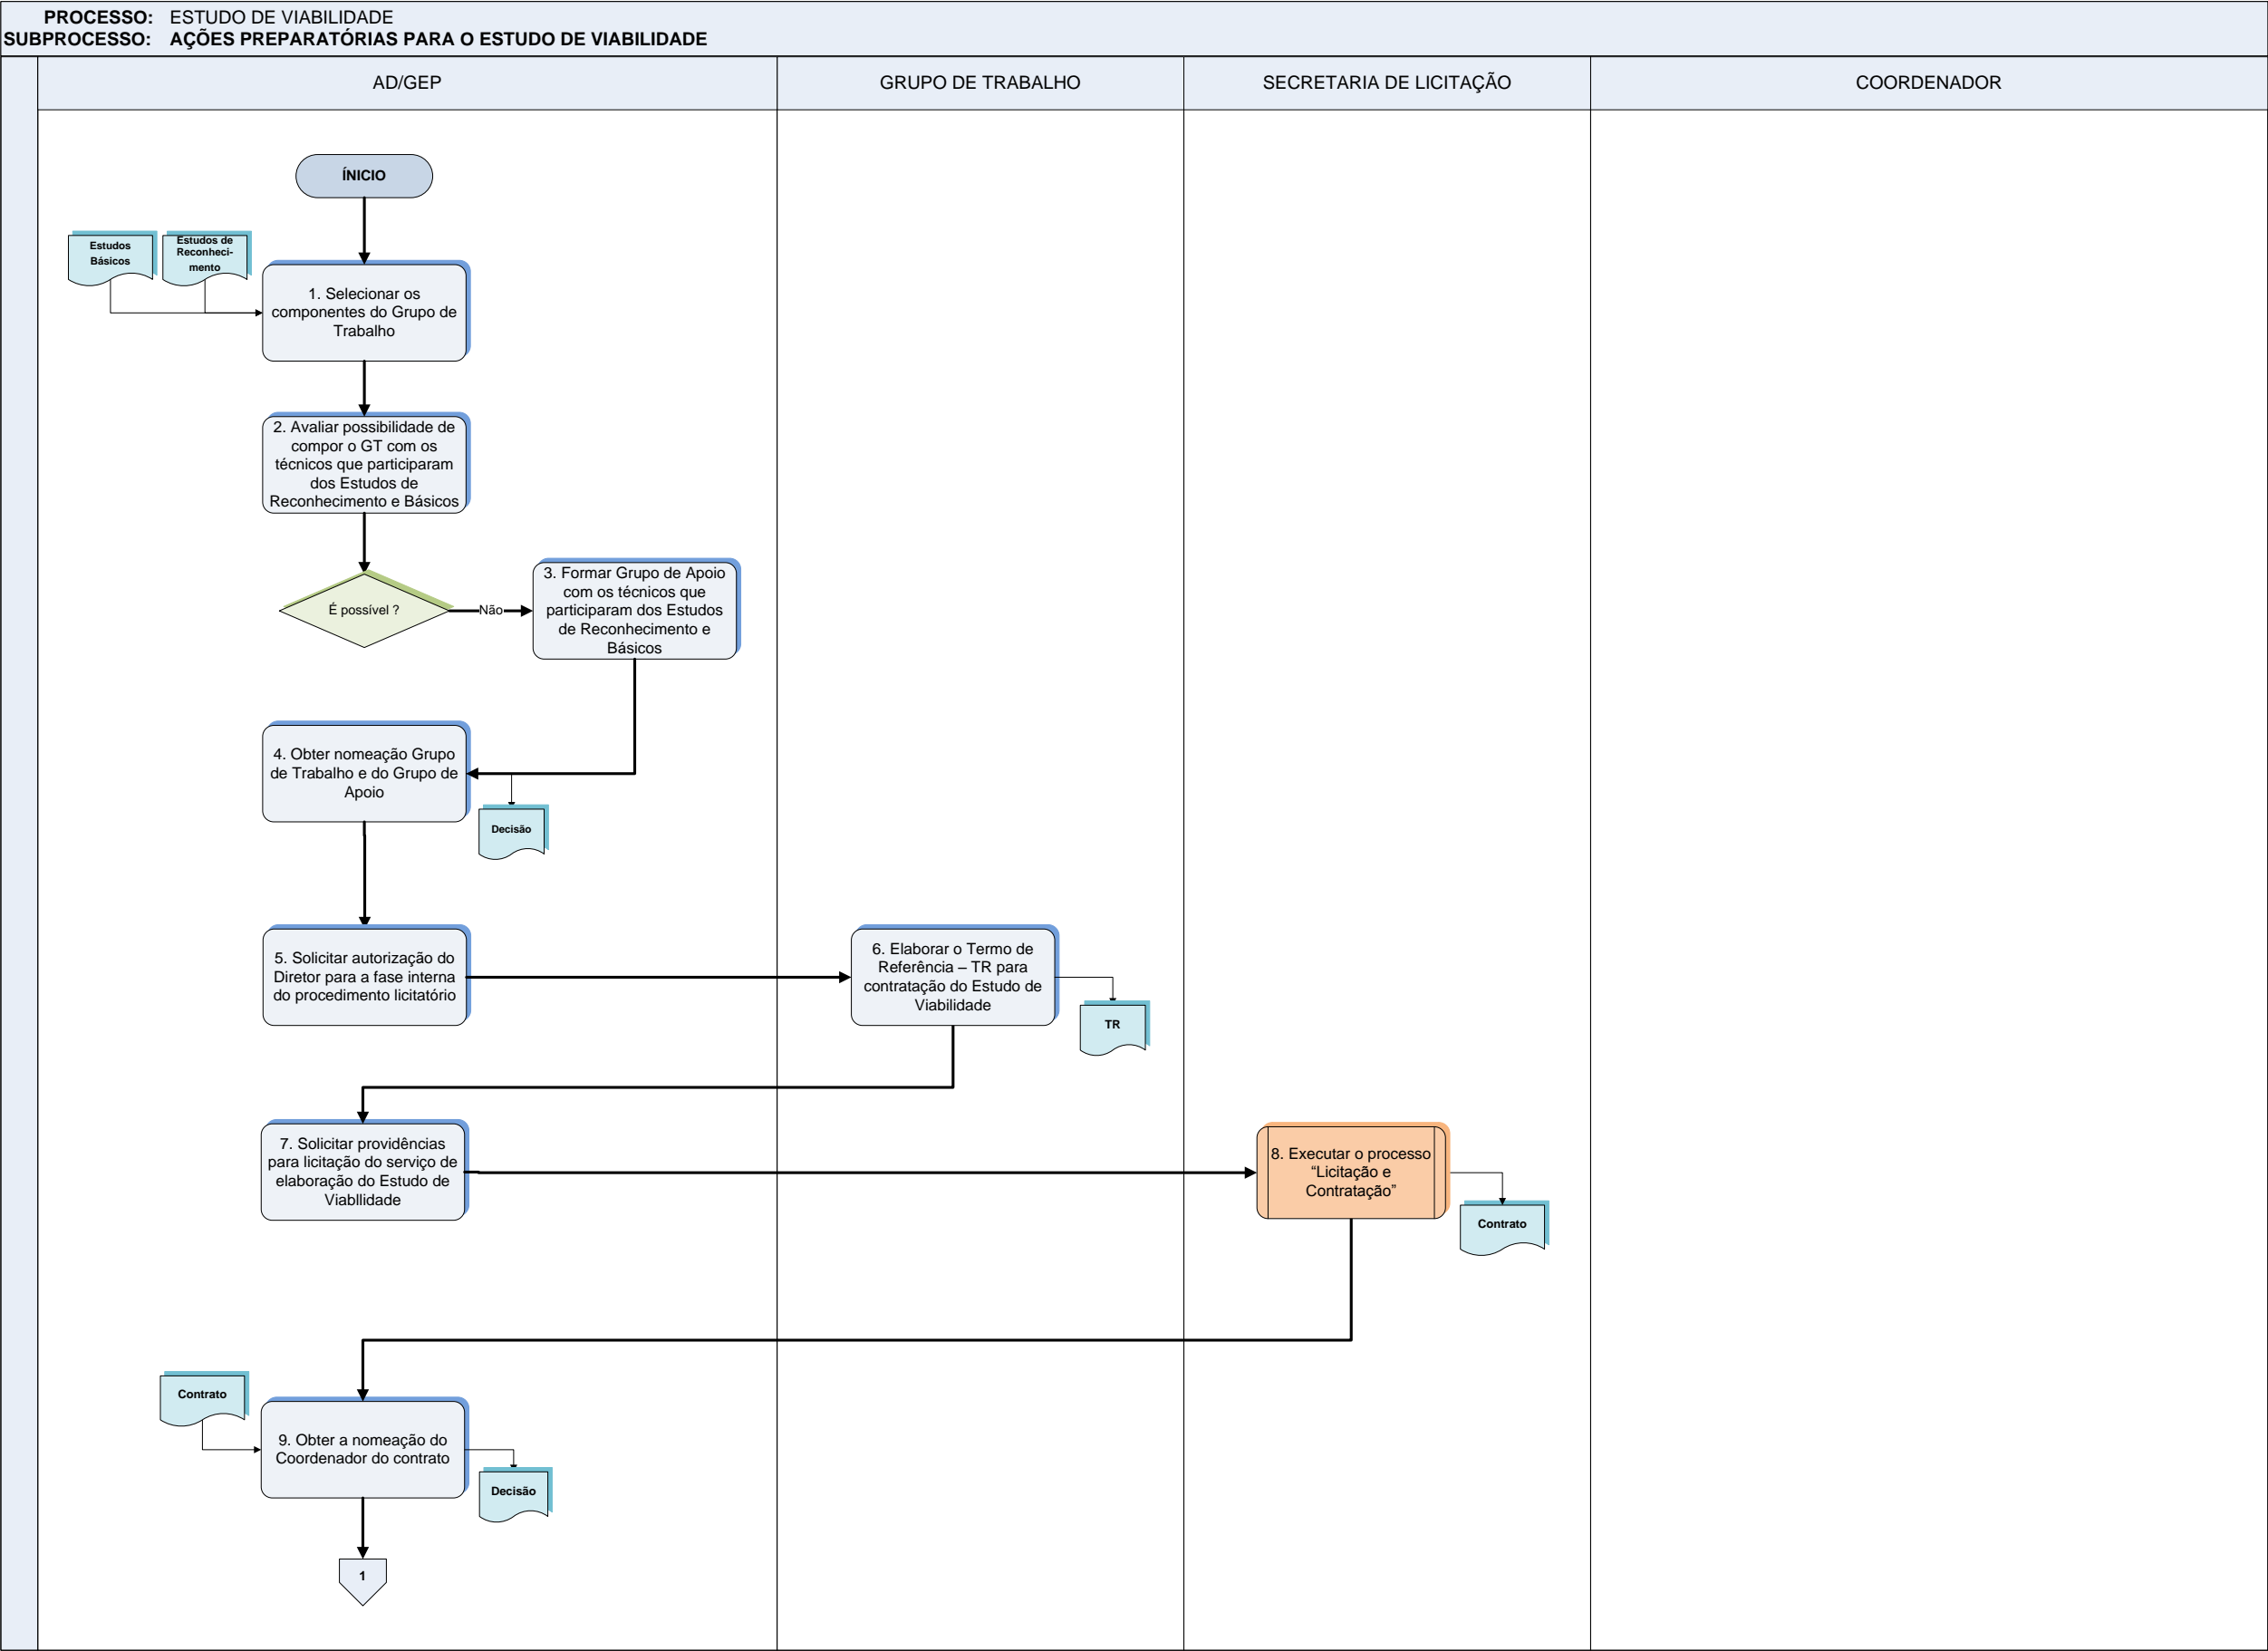 PROCESSO: ESTUDO DE VIABILIDADE
SUBPROCESSO: AÇÕES PREPARATÓRIAS PARA O ESTUDO DE VIABILIDADE
AD/GEP
GRUPO DE TRABALHO
SECRETARIA DE LICITAÇÃO
COORDENADOR
ÍNICIO
Estudos
Básicos
Estudos de
Reconheci-
mento
1. Selecionar os
componentes do Grupo de
Trabalho
2. Avaliar possibilidade de
compor o GT com os
técnicos que participaram
dos Estudos de
Reconhecimento e Básicos
É possível ?
Não
3. Formar Grupo de Apoio
com os técnicos que
participaram dos Estudos
de Reconhecimento e
Básicos
4. Obter nomeação Grupo
de Trabalho e do Grupo de
Apoio
Decisão
5. Solicitar autorização do
Diretor para a fase interna
do procedimento licitatório
6. Elaborar o Termo de
Referência – TR para
contratação do Estudo de
Viabilidade
TR
7. Solicitar providências
para licitação do serviço de
elaboração do Estudo de
Viabllidade
8. Executar o processo
“Licitação e
Contratação”
Contrato
Contrato
9. Obter a nomeação do
Coordenador do contrato
Decisão
1